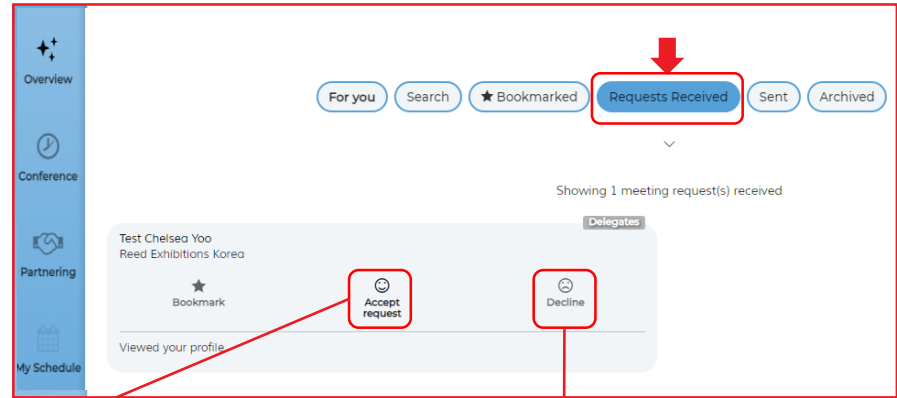 Overview
Conference
Partnering
My Schedule
For you
Search
Bookmarked
Requests Received
Sent
Archived
Showing 1 meeting request(s) received
Delegates
Test Chelsea Yoo
Reed Exhibitions Korea
Bookmark
Accept
request
Decline
Viewed your profile